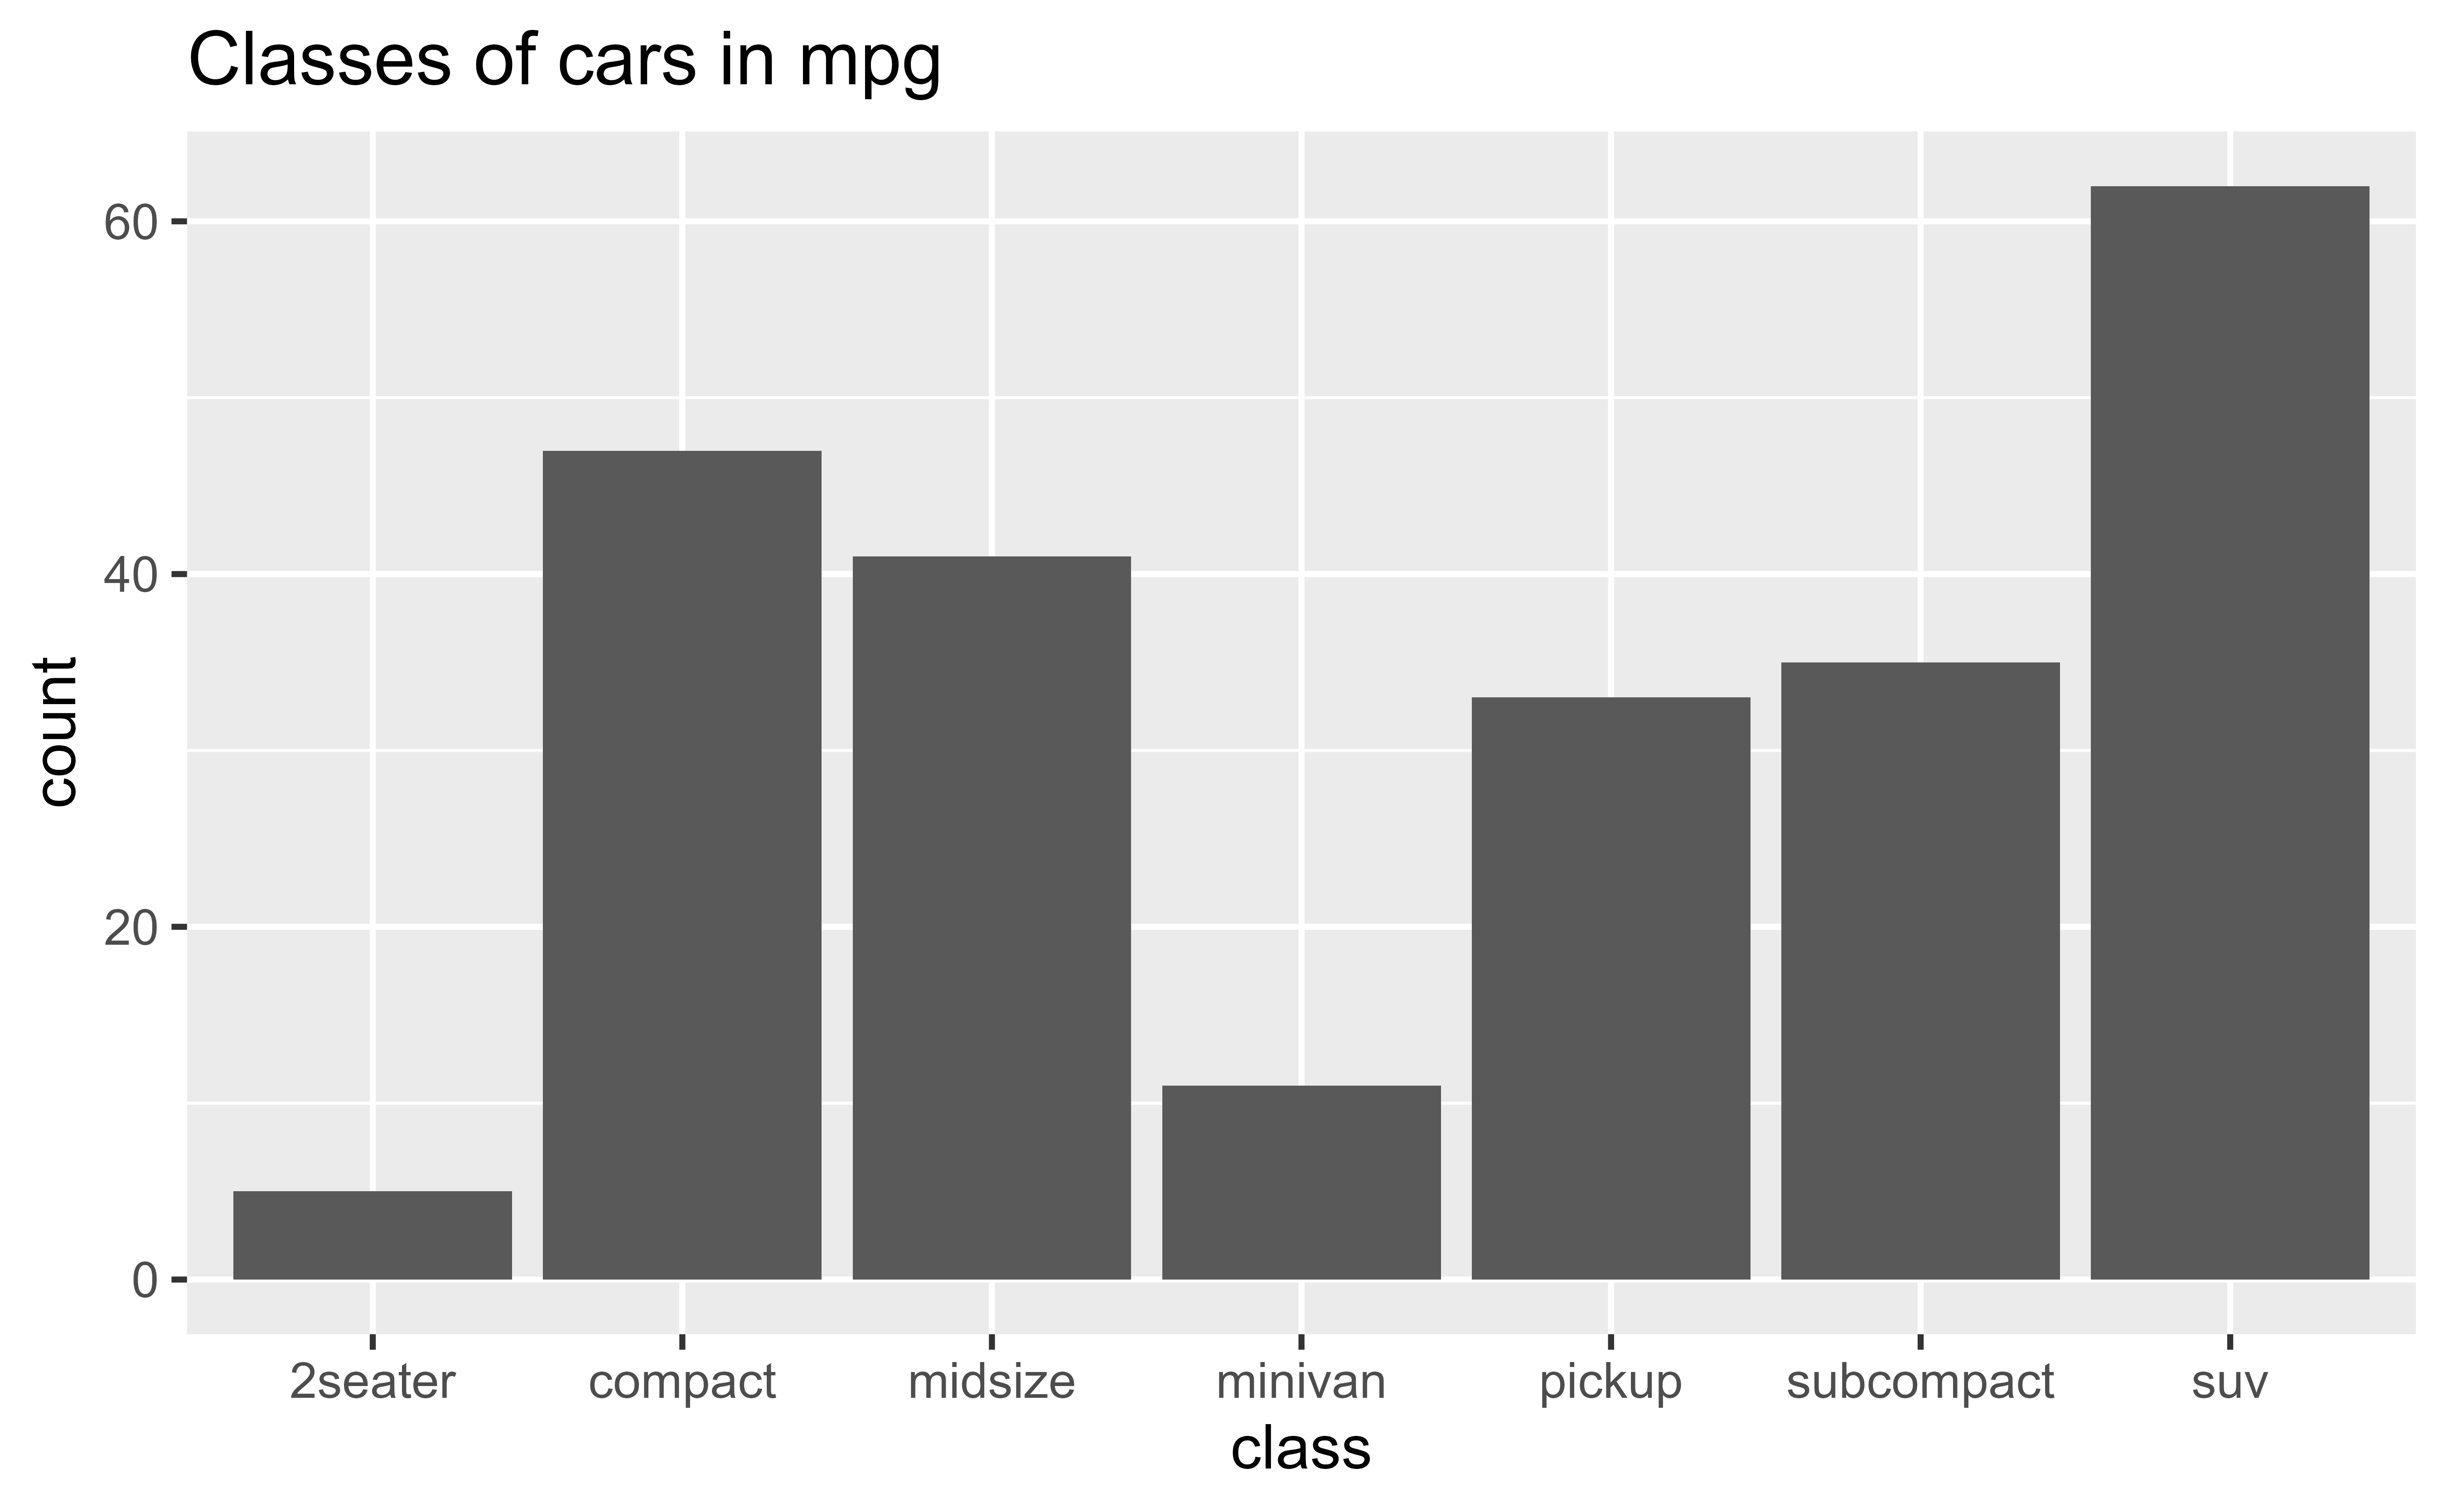 Classes of cars in mpg
60
40
20
0
count
2seater compact midsize minivan pickup subcompact suv
class